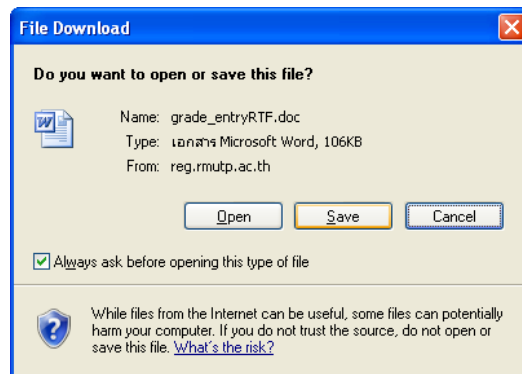 File Download
Do you want to open or save this file?
Name: grade_entryRTF.doc
Type: เอกสาร Microsoft Word, 106KB
From: reg.rmutp.ac.th
Open Save Cancel
Always ask before opening this type of file
While files from the Internet can be useful, some files can potentially
harm your computer. If you do not trust the source, do not open or
save this file. What's the risk?